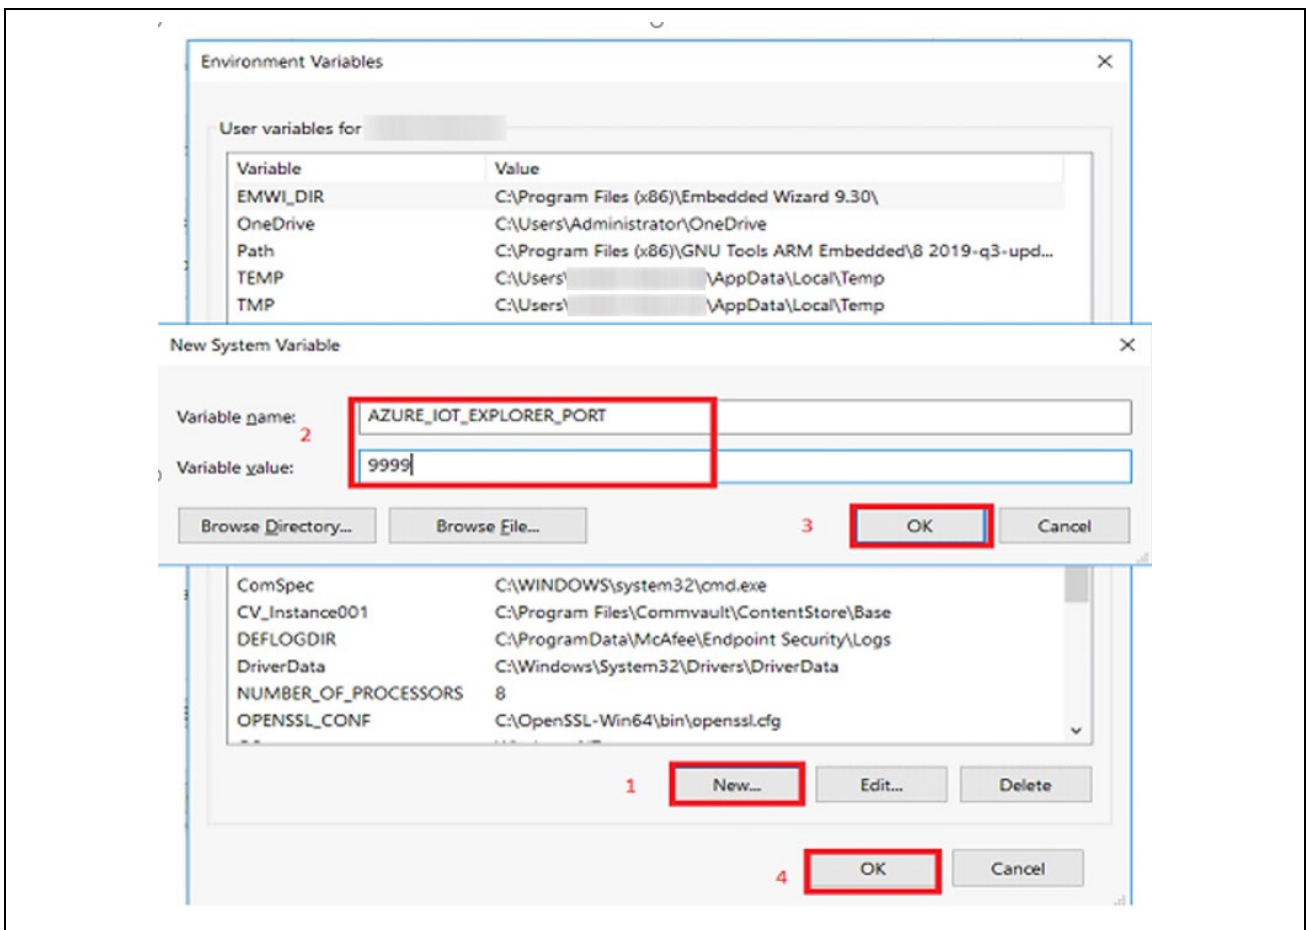 Environment Variables
User variables for
Variable Value
EMWI_DIR C:\Program Files (x86)\Embedded Wizard 9.30\
OneDrive C:\Users\Administrator\OneDrive
Path C:\Program Files (x86)\GNU Tools ARM Embedded\8 2019-q3-upd...
TEMP C:\Users\ \AppData\Local\Temp
TMP C:\Users\ \AppData\Local\Temp
New System Variable
Variable name: AZURE_IOT_EXPLORER_PORT
2
Variable value: 9999
Browse Directory... Browse File... 3 OK Cancel
ComSpec C:\WINDOWS\system32\cmd.exe
CV_Instance001 C:\Program Files\Commvault\ContentStore\Base
DEFLOGDIR C:\ProgramData\McAfee\Endpoint Security\Logs
DriverData C:\Windows\System32\Drivers\DriverData
NUMBER_OF_PROCESSORS 8
OPENSSL_CONF C:\OpenSSL-Win64\bin\openssl.cfg
1 New... Edit... Delete
4 OK Cancel